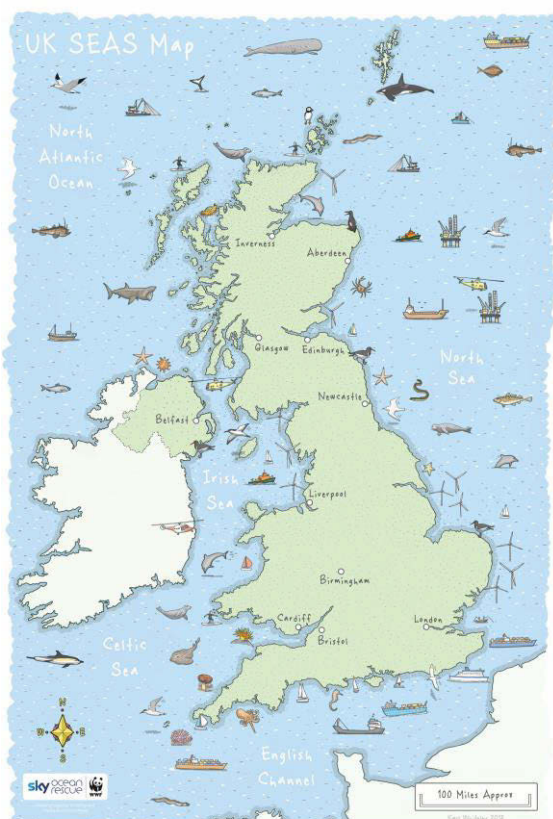 UK SEAS Map
North
Atlantic
Ocean
Inverness
Aberdeen
Glasgow
Edinburgh
North
Sea
Newcastle
Belfast
Irish
Sea
Liverpool
Birmingham
Cardiff
London
Bristol
Celtic
Sea
N
W
E
S
English
Channel
sky ocean
rescue
WWF
100 Miles Approx